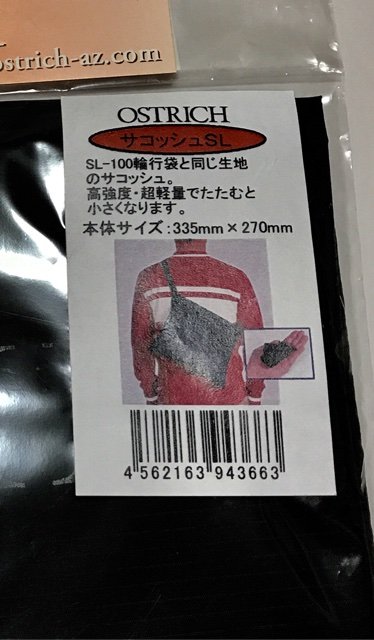 ostrich-az.com
OSTRICH
サコッシュSL
SL-100輪行袋と同じ生地
のサコッシュ。
高強度・超軽量でたたむと
小さくなります。
本体サイズ:335mm×270mm
4 562163 943663